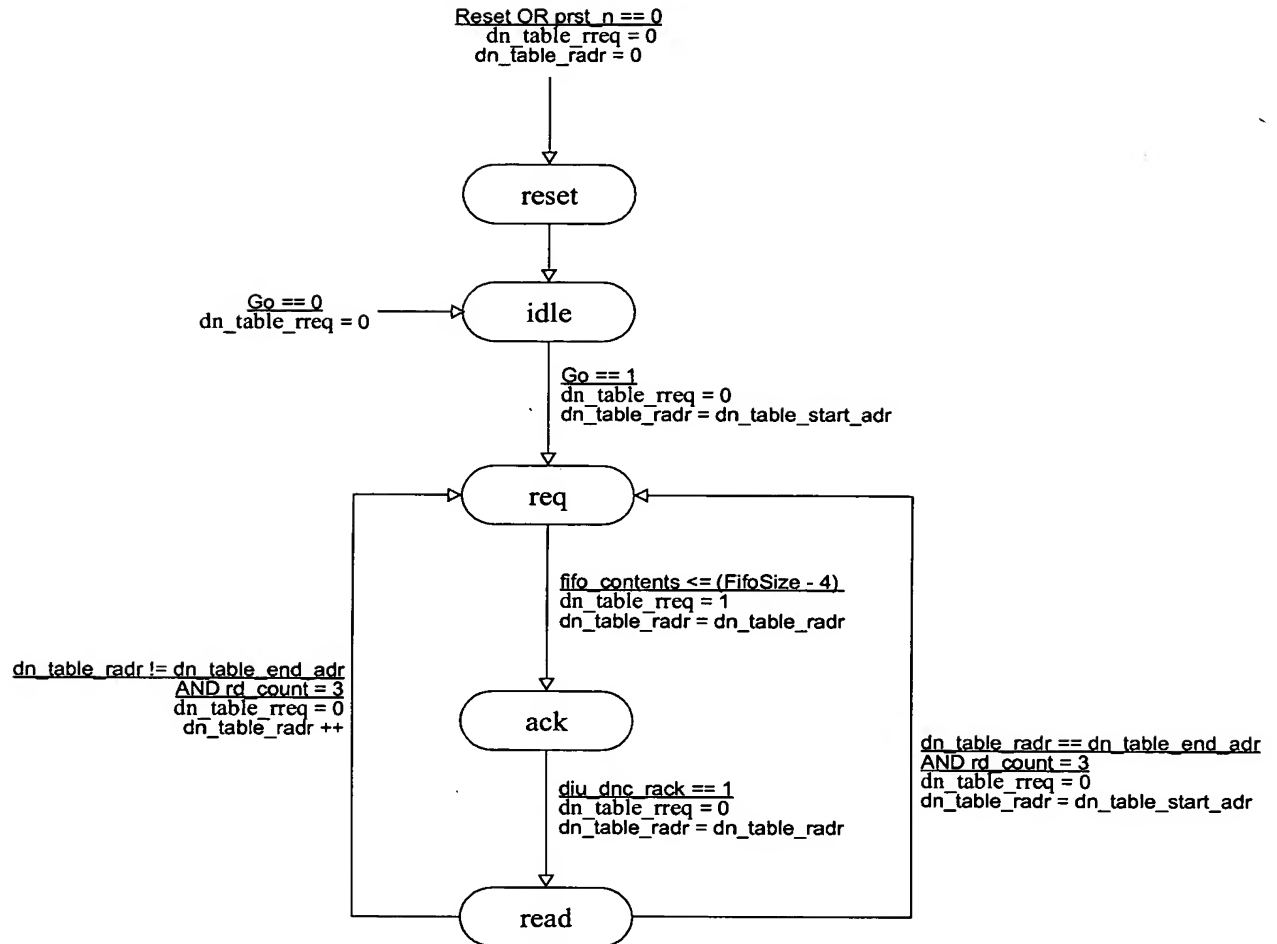 Reset OR prst_n == 0
dn_table_rreq = 0
dn_table_radr = 0
reset
idle
Go == 0
dn_table_rreq = 0
Go == 1
dn_table_rreq = 0
dn_table_radr = dn_table_start_adr
req
fifo_contents <= (FifoSize - 4)
dn_table_rreq = 1
dn_table_radr = dn_table_radr
dn_table_radr != dn_table_end_adr
AND rd_count = 3
dn_table_rreq = 0
dn_table_radr ++
ack
dn_table_radr == dn_table_end_adr
AND rd_count = 3
dn_table_rreq = 0
dn_table_radr = dn_table_start_adr
diu_dnc_rack == 1
dn_table_rreq = 0
dn_table_radr = dn_table_radr
read